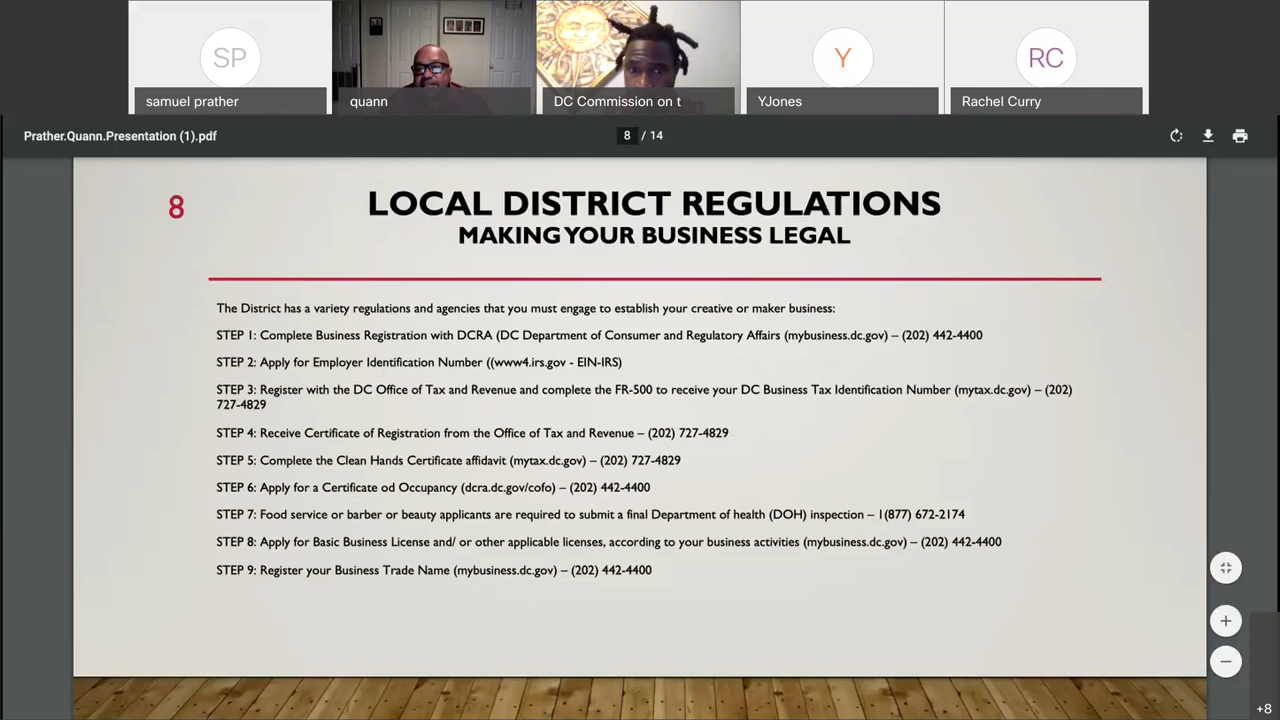 SP
Y
RC
samuel prather
quann
DC Commission on t
YJones
Rachel Curry
Prather.Quann.Presentation (1).pdf
8 / 14
8
LOCAL DISTRICT REGULATIONS
MAKING YOUR BUSINESS LEGAL
The District has a variety regulations and agencies that you must engage to establish your creative or maker business:
STEP 1: Complete Business Registration with DCRA (DC Department of Consumer and Regulatory Affairs (mybusiness.dc.gov) – (202) 442-4400
STEP 2: Apply for Employer Identification Number ((www4.irs.gov - EIN-IRS)
STEP 3: Register with the DC Office of Tax and Revenue and complete the FR-500 to receive your DC Business Tax Identification Number (mytax.dc.gov) – (202)
727-4829
STEP 4: Receive Certificate of Registration from the Office of Tax and Revenue – (202) 727-4829
STEP 5: Complete the Clean Hands Certificate affidavit (mytax.dc.gov) – (202) 727-4829
STEP 6: Apply for a Certificate od Occupancy (dcra.dc.gov/cofo) – (202) 442-4400
STEP 7: Food service or barber or beauty applicants are required to submit a final Department of health (DOH) inspection – 1(877) 672-2174
STEP 8: Apply for Basic Business License and/ or other applicable licenses, according to your business activities (mybusiness.dc.gov) – (202) 442-4400
STEP 9: Register your Business Trade Name (mybusiness.dc.gov) – (202) 442-4400
+8